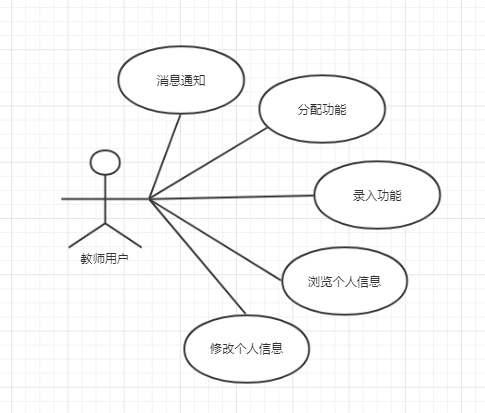 消息通知
分配功能
录入功能
教师用户
浏览个人信息
修改个人信息